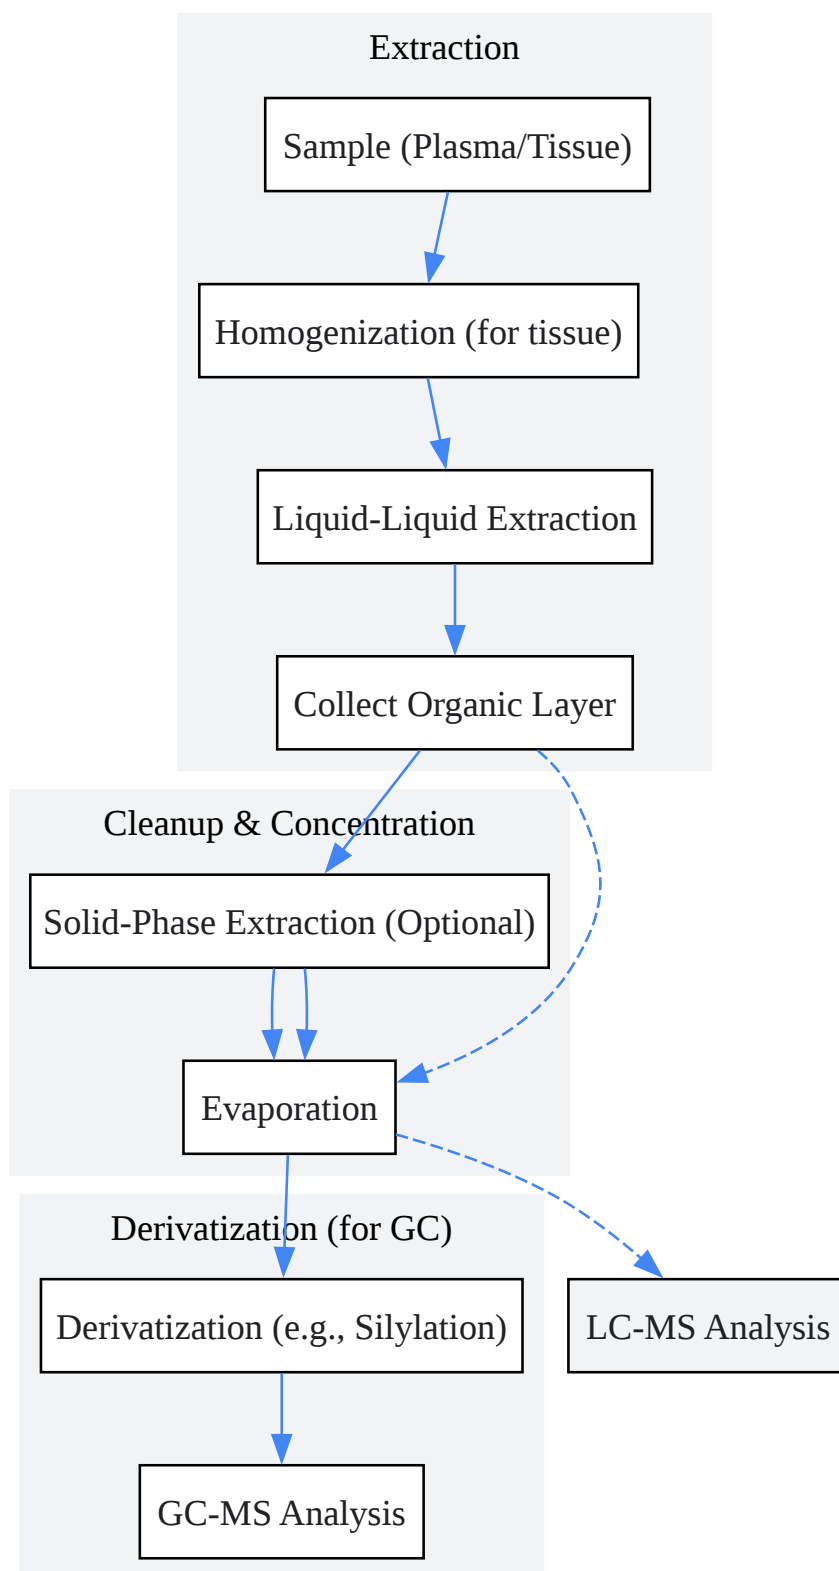 Extraction
Sample (Plasma/Tissue)
Homogenization (for tissue)
Liquid-Liquid Extraction
Collect Organic Layer
Cleanup & Concentration
Solid-Phase Extraction (Optional)
Evaporation
Derivatization (for GC)
Derivatization (e.g., Silylation)
LC-MS Analysis
GC-MS Analysis